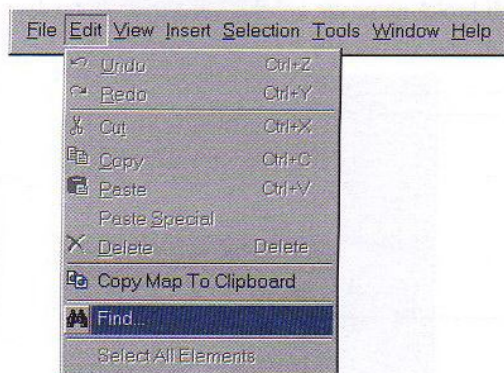 File Edit View Insert Selection Tools Window Help
Undo Ctrl+Z
Redo Ctrl+Y
Cut Ctrl+X
Copy Ctrl+C
Paste Ctrl+V
Paste Special
Delete Delete
Copy Map To Clipboard
Find...
Select All Elements